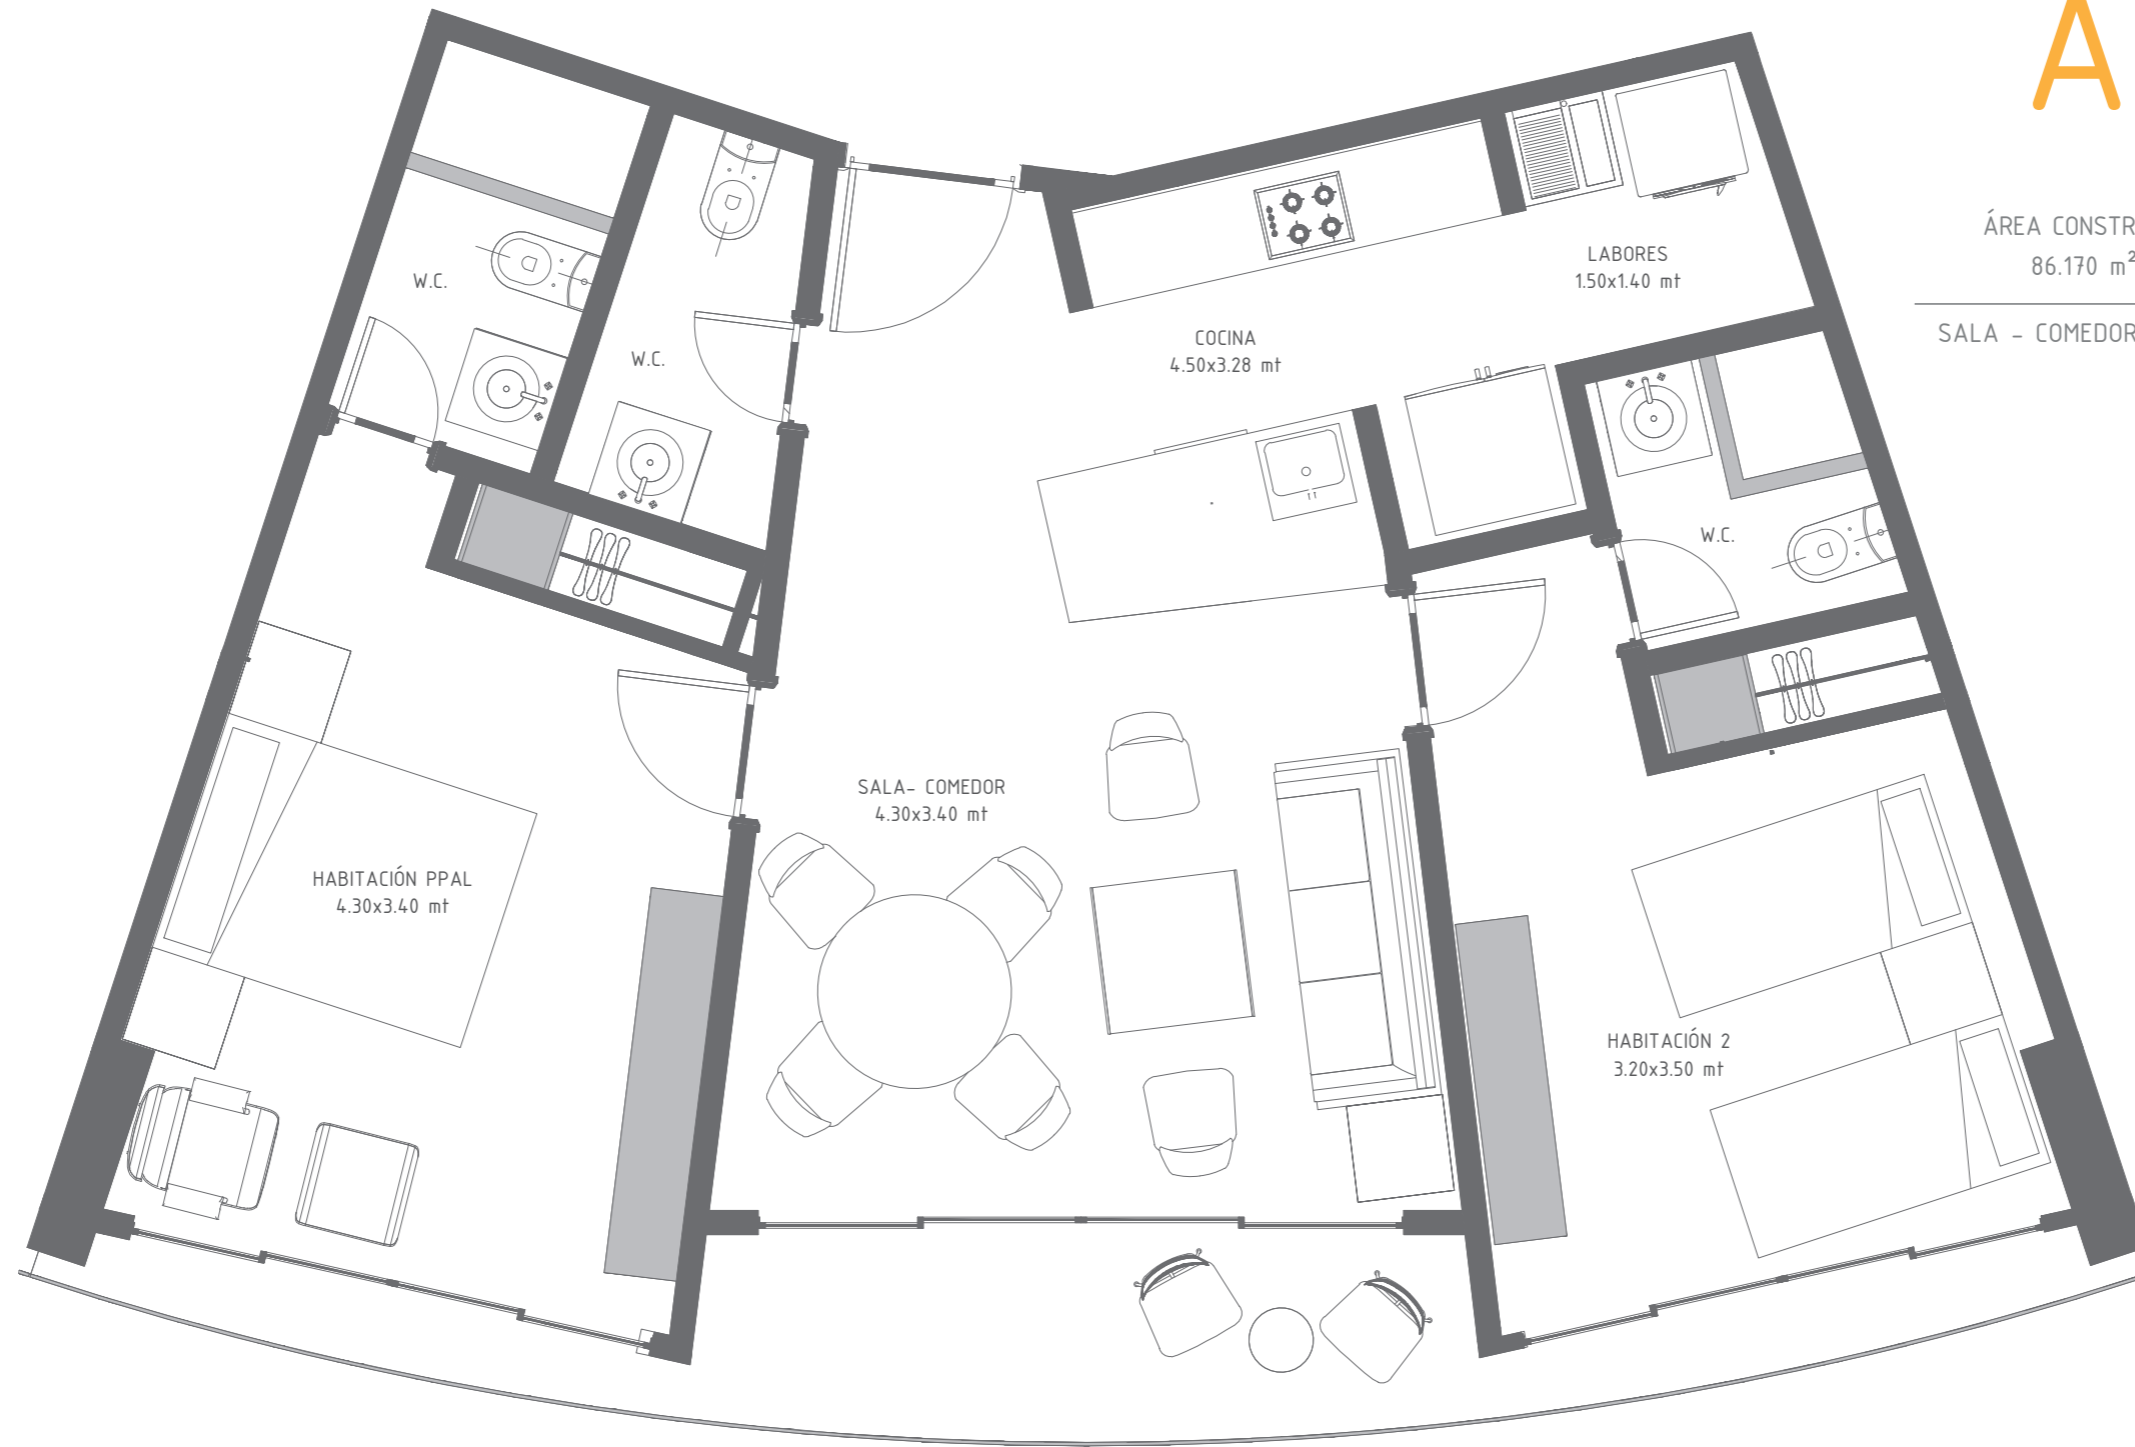 A
ÁREA CONSTR
86.170 m²
SALA - COMEDOR
LABORES
1.50x1.40 mt
W.C.
COCINA
4.50x3.28 mt
W.C.
W.C.
SALA- COMEDOR
4.30x3.40 mt
HABITACIÓN PPAL
4.30x3.40 mt
HABITACIÓN 2
3.20x3.50 mt